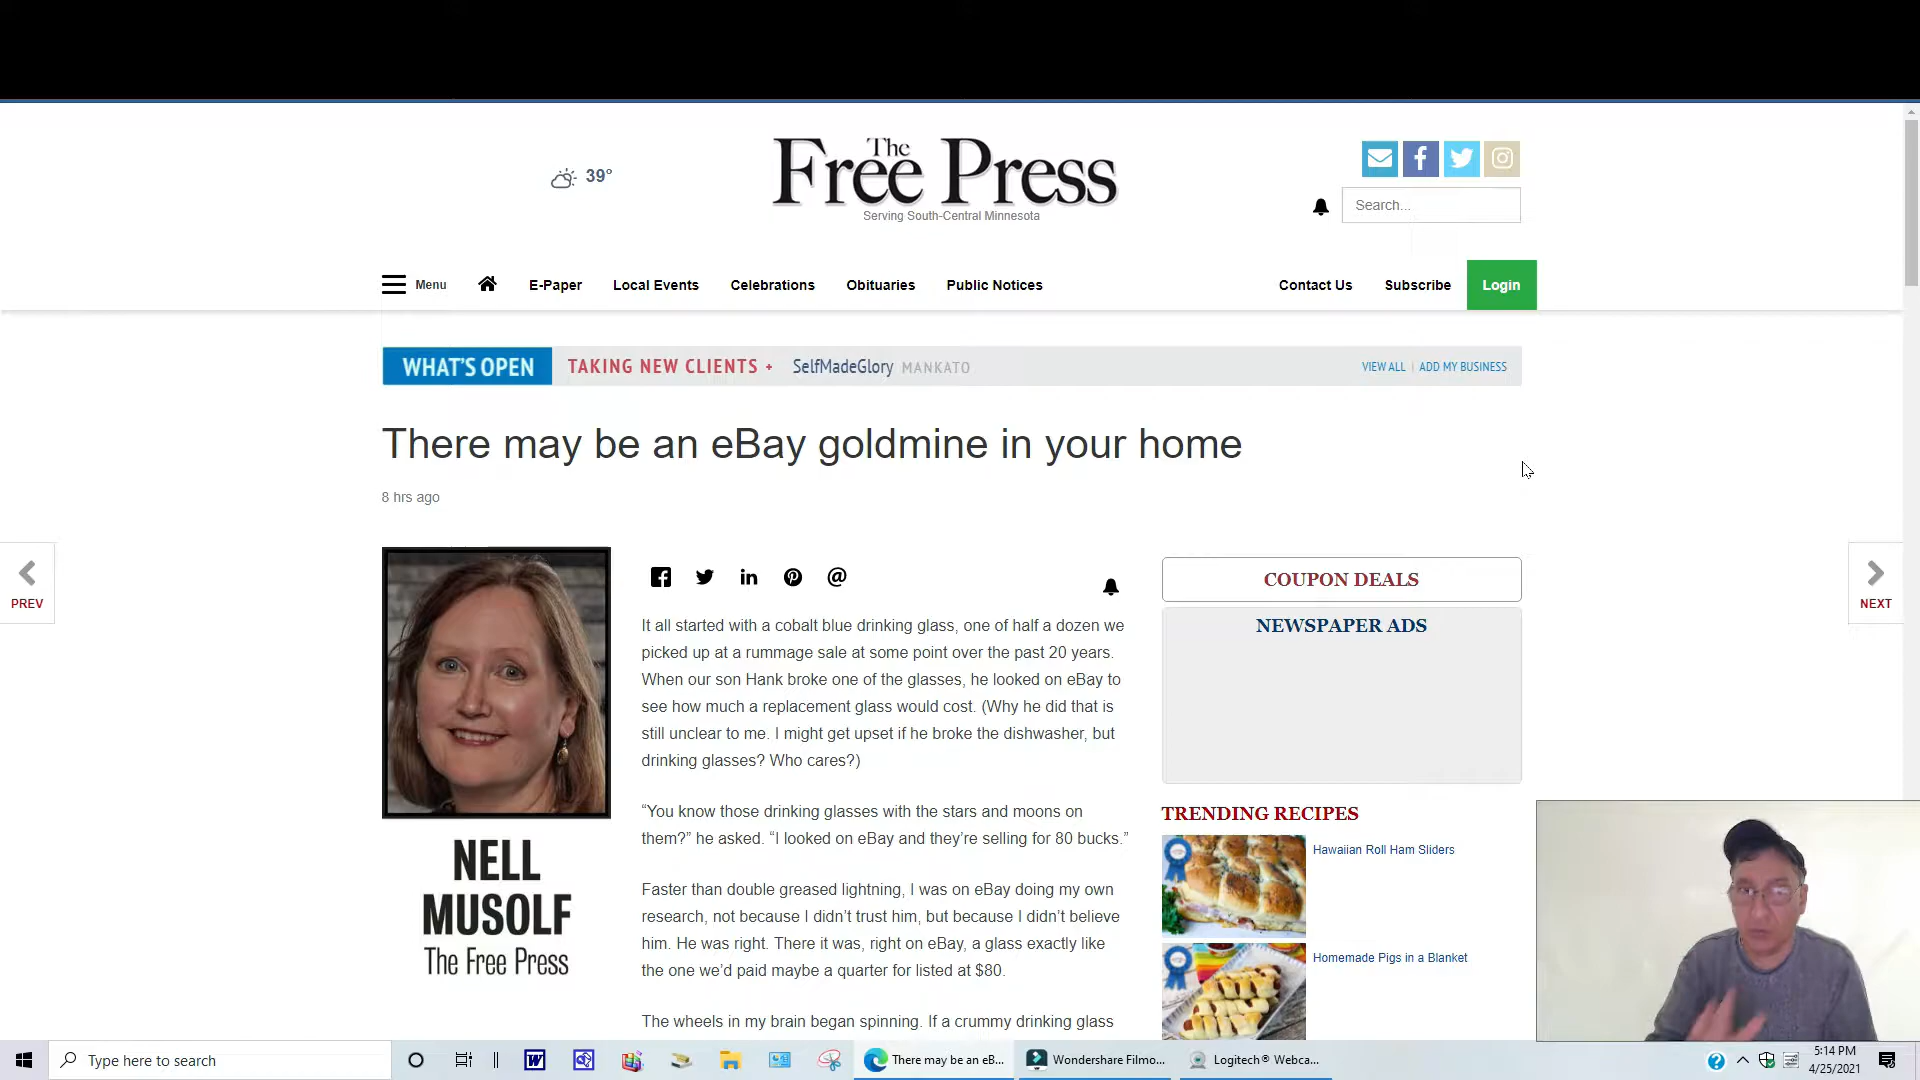 39°
The
Free Press
Serving South-Central Minnesota
Search...
Menu
E-Paper
Local Events
Celebrations
Obituaries
Public Notices
Contact Us
Subscribe
Login
WHAT'S OPEN
TAKING NEW CLIENTS +
SelfMadeGlory MANKATO
VIEW ALL | ADD MY BUSINESS
There may be an eBay goldmine in your home
8 hrs ago
PREV
NEXT
NELL
MUSOLF
The Free Press
It all started with a cobalt blue drinking glass, one of half a dozen we
picked up at a rummage sale at some point over the past 20 years.
When our son Hank broke one of the glasses, he looked on eBay to
see how much a replacement glass would cost. (Why he did that is
still unclear to me. I might get upset if he broke the dishwasher, but
drinking glasses? Who cares?)
“You know those drinking glasses with the stars and moons on
them?” he asked. “I looked on eBay and they’re selling for 80 bucks.”
Faster than double greased lightning, I was on eBay doing my own
research, not because I didn’t trust him, but because I didn’t believe
him. He was right. There it was, right on eBay, a glass exactly like
the one we’d paid maybe a quarter for listed at $80.
The wheels in my brain began spinning. If a crummy drinking glass
COUPON DEALS
NEWSPAPER ADS
TRENDING RECIPES
Hawaiian Roll Ham Sliders
Homemade Pigs in a Blanket
Type here to search
There may be an eB...
Wondershare Filmo...
Logitech® Webca...
5:14 PM
4/25/2021